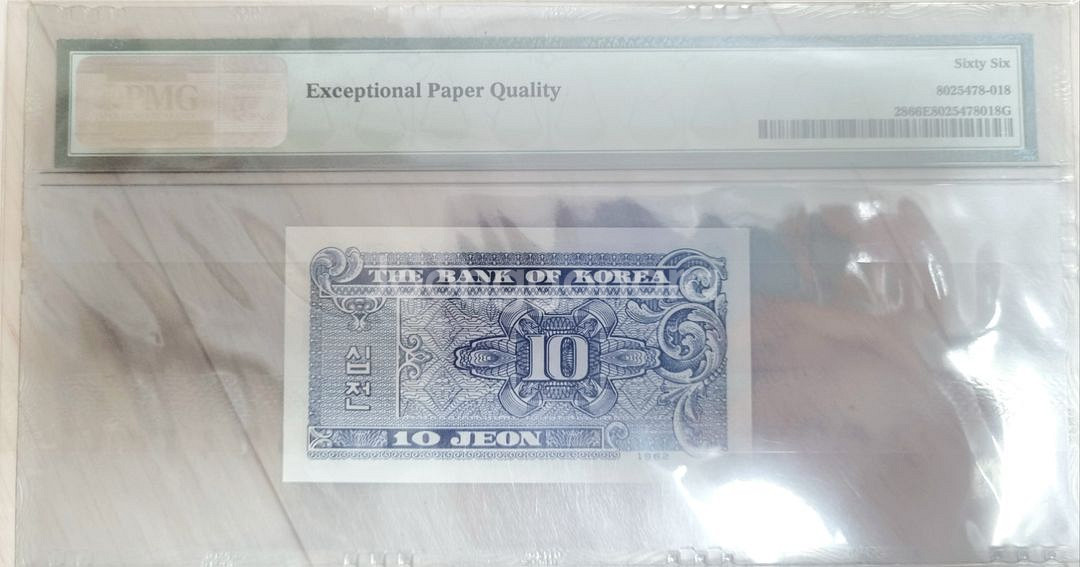 PMG
Exceptional Paper Quality
Sixty Six
8025478-018
2866E8025478018G
THE BANK OF KOREA
십전
10
10 JEON
1962